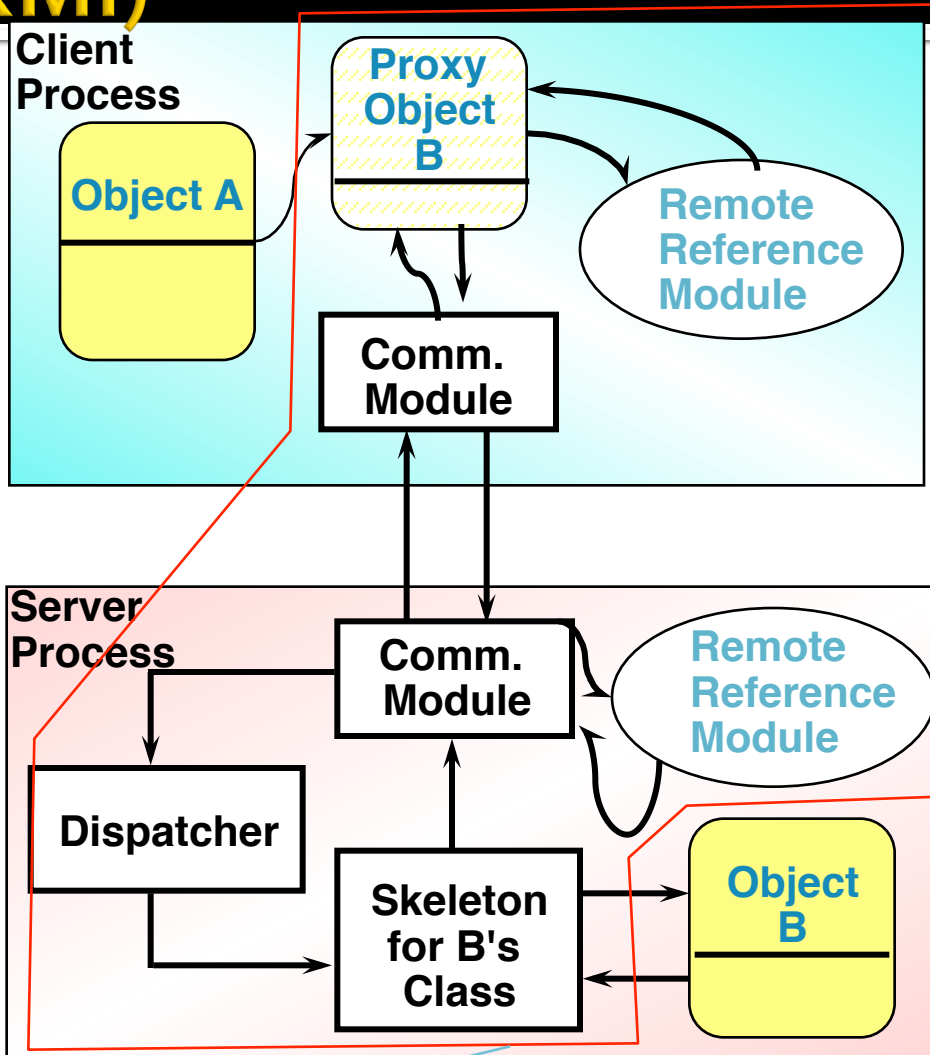 RMI)
Client
Process
Object A
Proxy
Object
B
Remote
Reference
Module
Comm.
Module
Server
Process
Comm.
Module
Remote
Reference
Module
Dispatcher
Skeleton
for B's
Class
Object
B